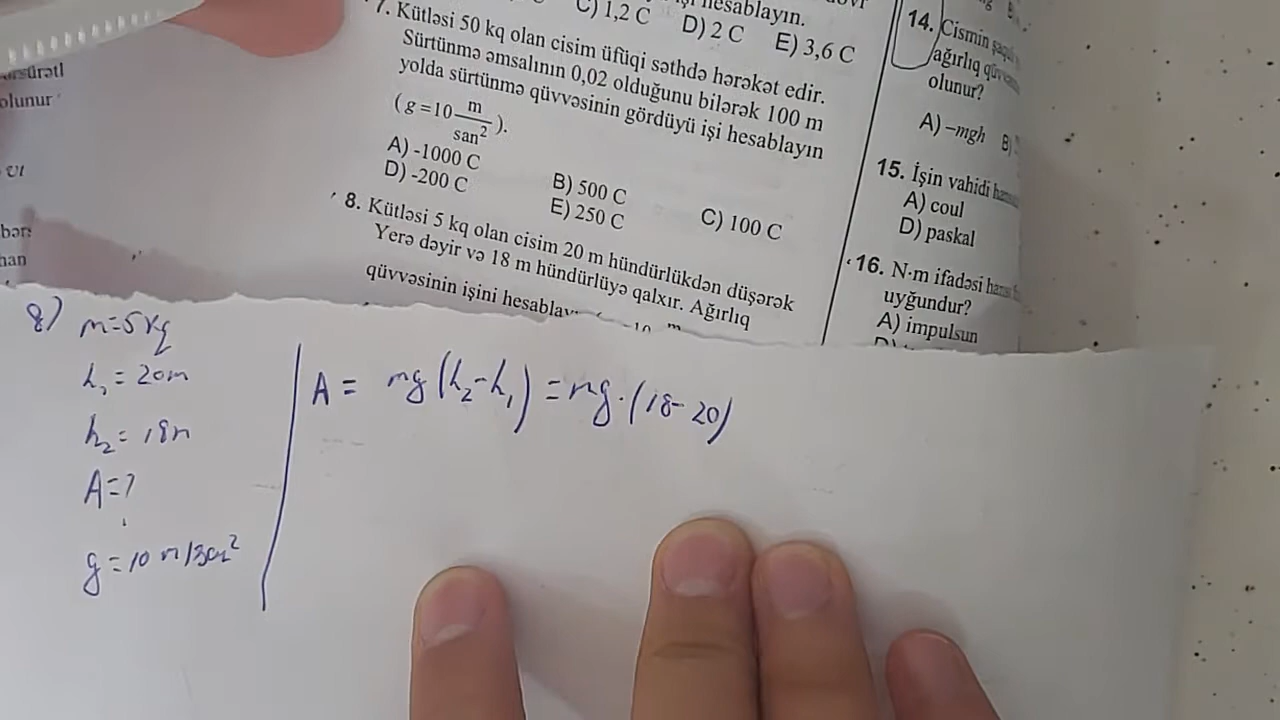 hesablayın.
C) 1,2 C D) 2 C E) 3,6 C
7. Kütləsi 50 kq olan cisim üfüqi səthdə hərəkət edir.
Sürtünmə əmsalının 0,02 olduğunu bilərək 100 m
yolda sürtünmə qüvvəsinin gördüyü işi hesablayın
(g=10 m/san²).
A) -1000 C B) 500 C C) 100 C
D) -200 C E) 250 C
8. Kütləsi 5 kq olan cisim 20 m hündürlükdən düşərək
Yerə dəyir və 18 m hündürlüyə qalxır. Ağırlıq
qüvvəsinin işini
14. Cismin
ağırlıq
olunur?
A) –mgh B)
15. İşin vahidi
A) coul
D) paskal
16. N·m ifadəsi
uyğundur?
A) impulsun
olunur
8) m=5kq
h₁=20m
h₂=18m
A=?
g=10 m/san²
A= mg(h₂-h₁)=mg·(18-20)